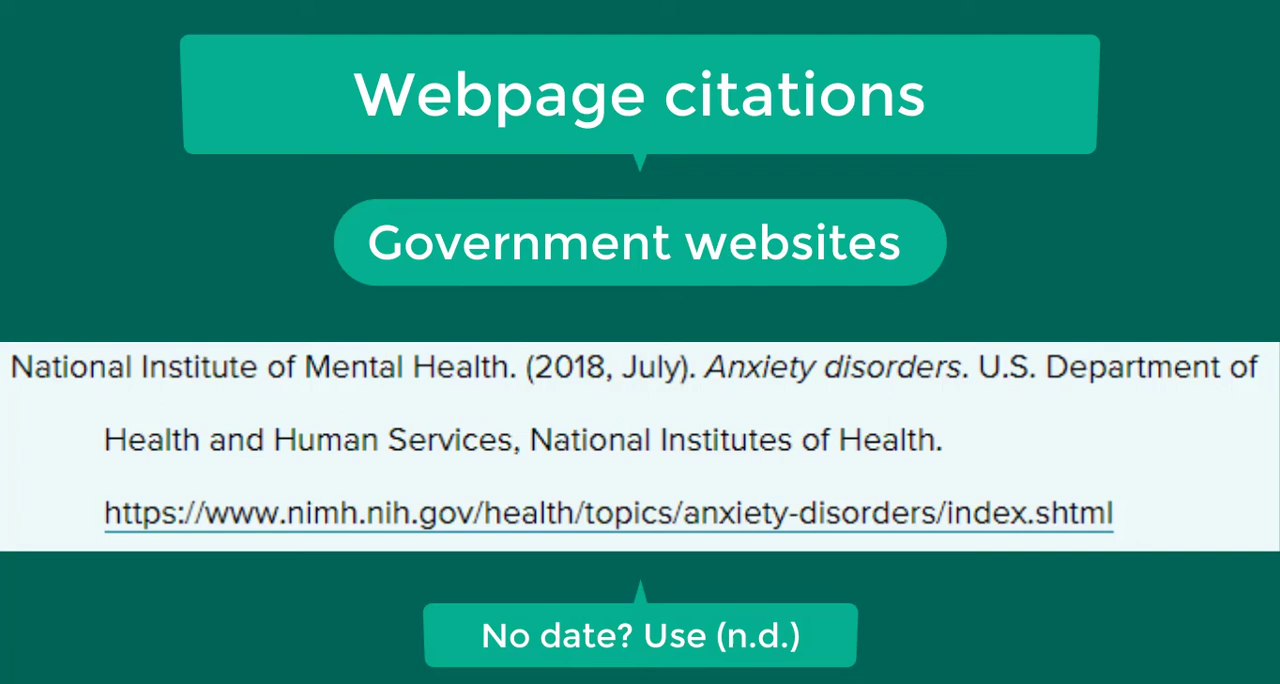 Webpage citations
Government websites
National Institute of Mental Health. (2018, July). Anxiety disorders. U.S. Department of
Health and Human Services, National Institutes of Health.
https://www.nimh.nih.gov/health/topics/anxiety-disorders/index.shtml
No date? Use (n.d.)